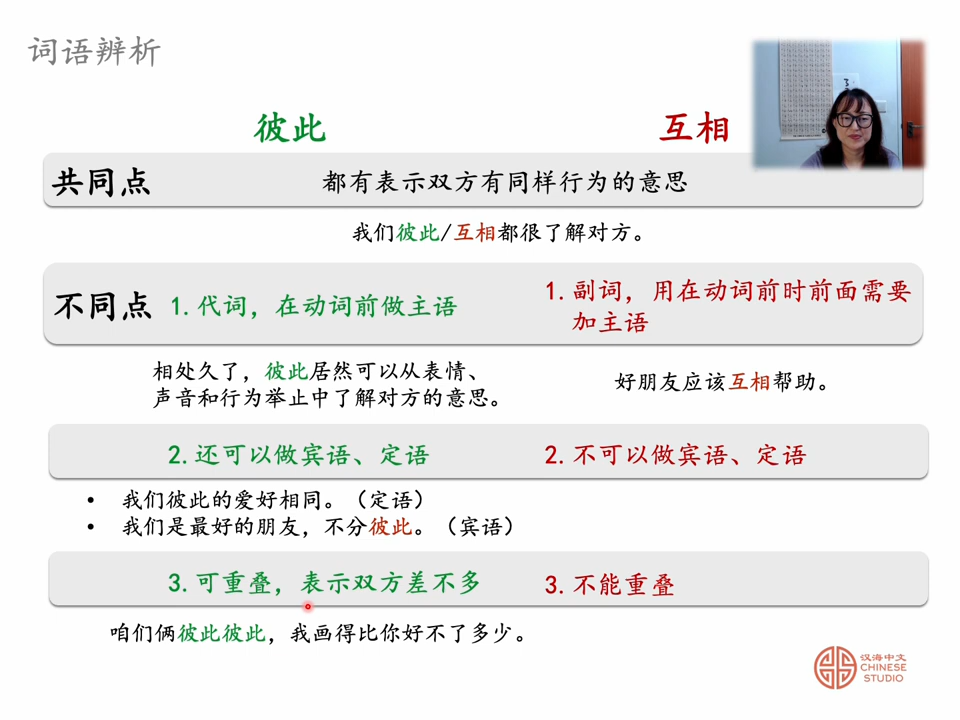 词语辨析
彼此
互相
共同点
都有表示双方有同样行为的意思
我们彼此/互相都很了解对方。
不同点
1.代词，在动词前做主语
1.副词，用在动词前时前面需要
加主语
相处久了，彼此居然可以从表情、
声音和行为举止中了解对方的意思。
好朋友应该互相帮助。
2.还可以做宾语、定语
2.不可以做宾语、定语
• 我们彼此的爱好相同。（定语）
• 我们是最好的朋友，不分彼此。（宾语）
3.可重叠，表示双方差不多
3.不能重叠
咱们俩彼此彼此，我画得比你好不了多少。
汉海中文
CHINESE
STUDIO